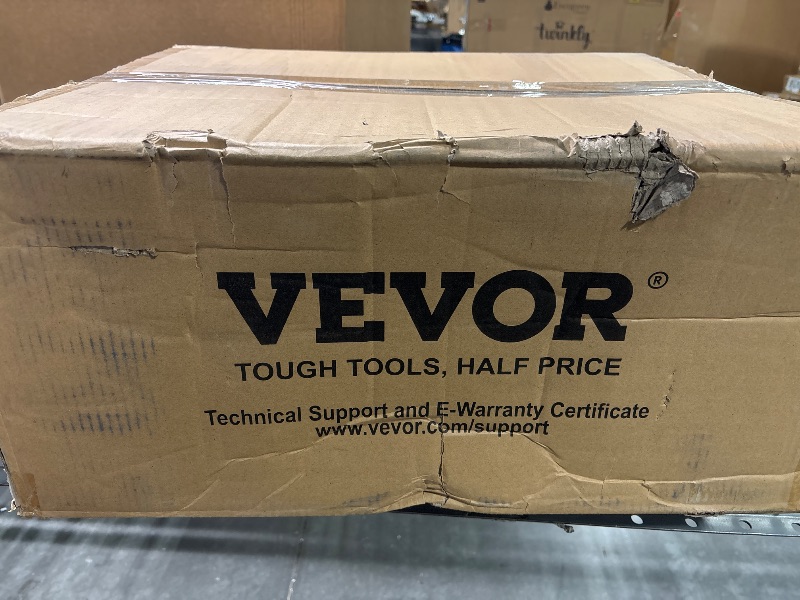 twinkly
VEVOR®
TOUGH TOOLS, HALF PRICE
Technical Support and E-Warranty Certificate
www.vevor.com/support